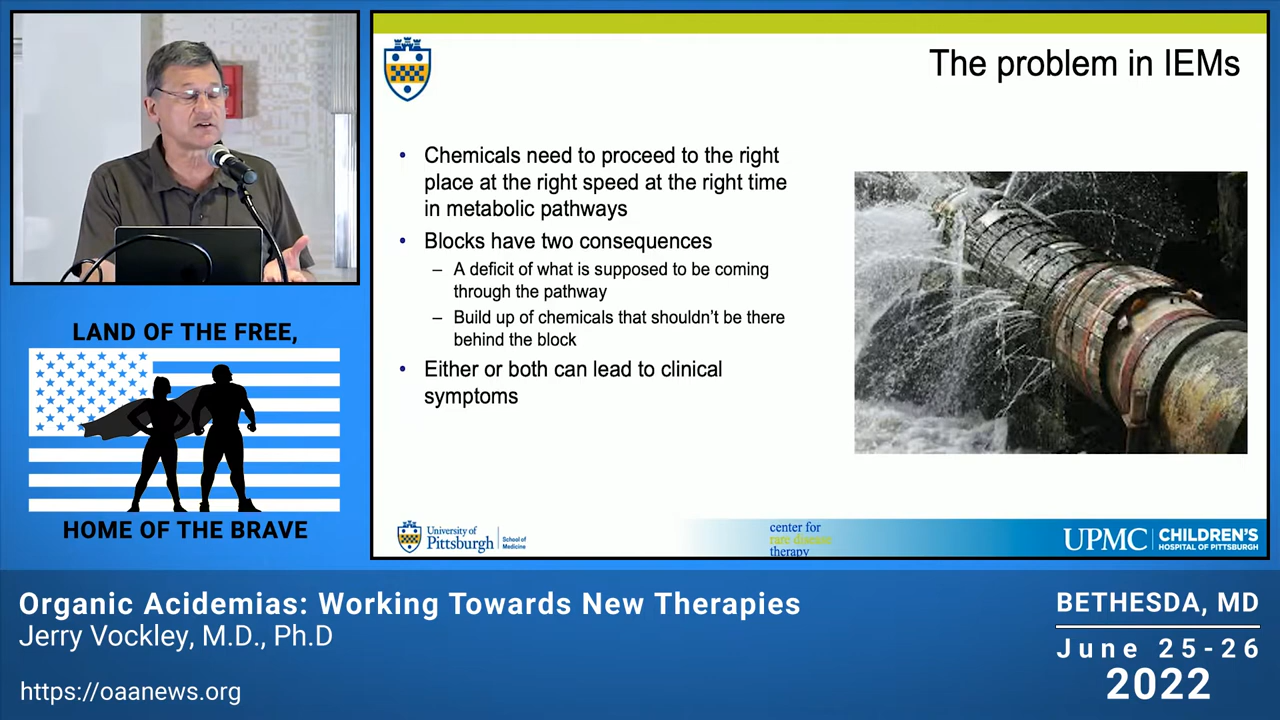 The problem in IEMs
• Chemicals need to proceed to the right
place at the right speed at the right time
in metabolic pathways
• Blocks have two consequences
– A deficit of what is supposed to be coming
through the pathway
– Build up of chemicals that shouldn't be there
behind the block
• Either or both can lead to clinical
symptoms
University of
Pittsburgh
School of
Medicine
center for
rare disease
therapy
UPMC CHILDREN'S
HOSPITAL OF PITTSBURGH
LAND OF THE FREE,
HOME OF THE BRAVE
Organic Acidemias: Working Towards New Therapies
Jerry Vockley, M.D., Ph.D
https://oaanews.org
BETHESDA, MD
June 25-26
2022